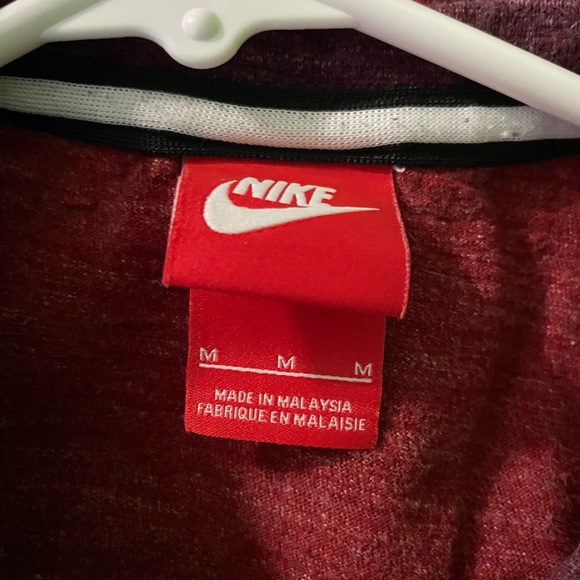 NIKE
M M M
MADE IN MALAYSIA
FABRIQUE EN MALAISIE